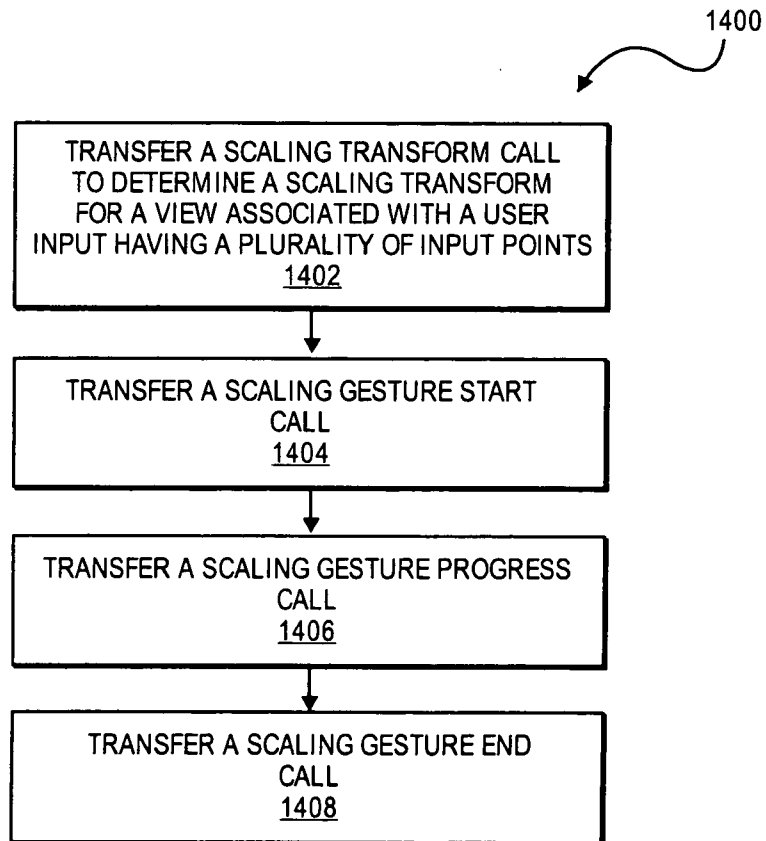 1400
TRANSFER A SCALING TRANSFORM CALL
TO DETERMINE A SCALING TRANSFORM
FOR A VIEW ASSOCIATED WITH A USER
INPUT HAVING A PLURALITY OF INPUT POINTS
1402
TRANSFER A SCALING GESTURE START
CALL
1404
TRANSFER A SCALING GESTURE PROGRESS
CALL
1406
TRANSFER A SCALING GESTURE END
CALL
1408